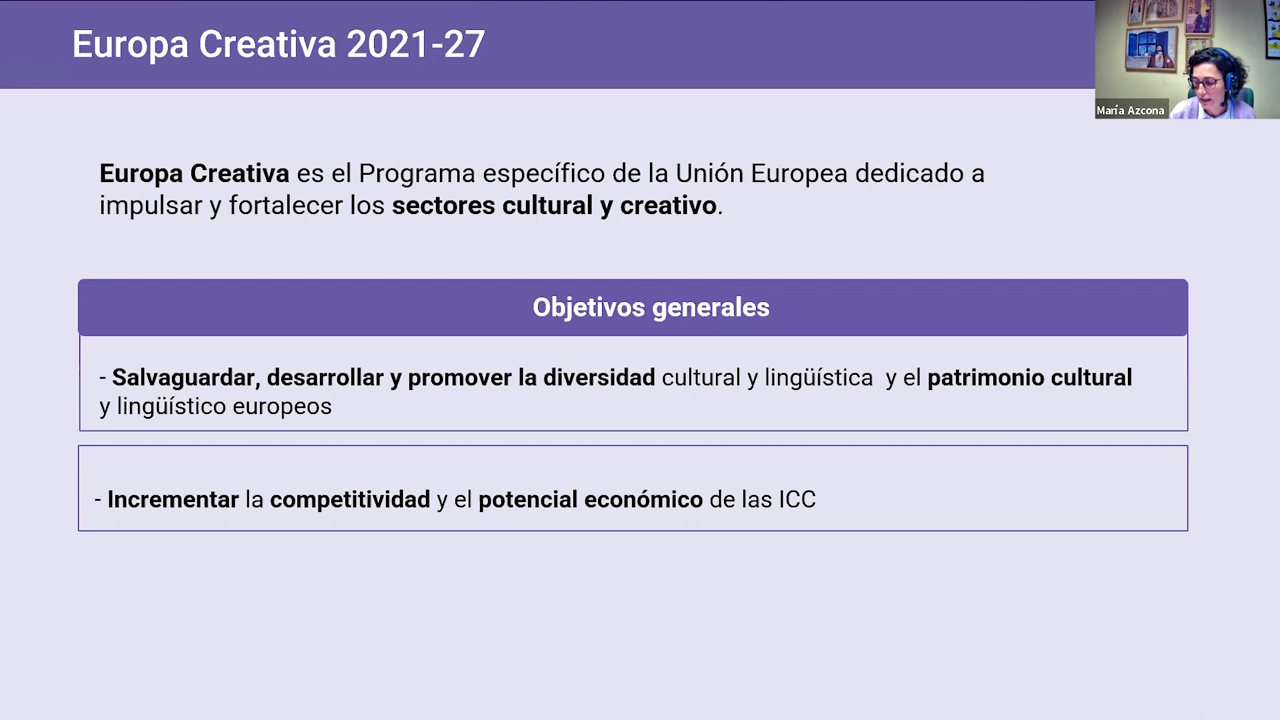 Europa Creativa 2021-27
María Azcona
Europa Creativa es el Programa específico de la Unión Europea dedicado a
impulsar y fortalecer los sectores cultural y creativo.
Objetivos generales
- Salvaguardar, desarrollar y promover la diversidad cultural y lingüística y el patrimonio cultural
y lingüístico europeos
- Incrementar la competitividad y el potencial económico de las ICC